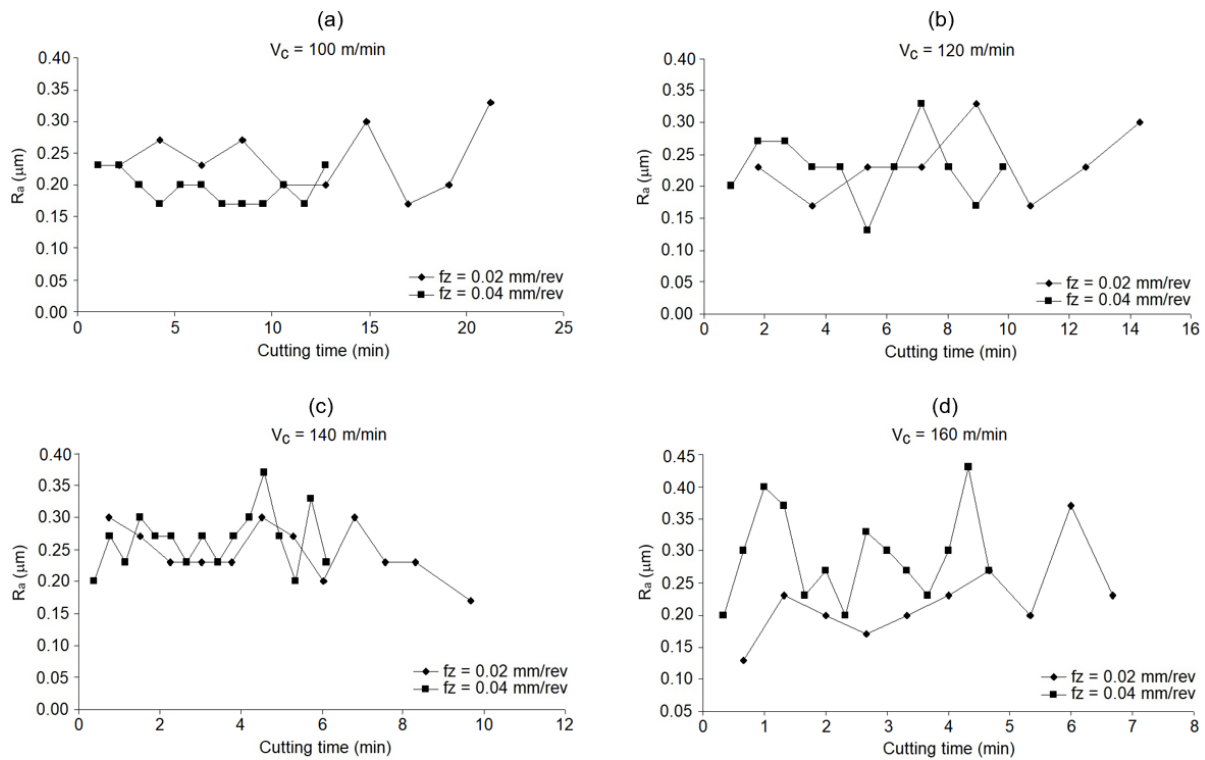 (a)
V_c = 100 m/min
0.40
0.35
0.30
0.25
0.20
0.15
0.10
0.05
0.00
R_a (μm)
fz = 0.02 mm/rev
fz = 0.04 mm/rev
0 5 10 15 20 25
Cutting time (min)
(b)
V_c = 120 m/min
0.40
0.35
0.30
0.25
0.20
0.15
0.10
0.05
0.00
R_a (μm)
fz = 0.02 mm/rev
fz = 0.04 mm/rev
0 2 4 6 8 10 12 14 16
Cutting time (min)
(c)
V_c = 140 m/min
0.40
0.35
0.30
0.25
0.20
0.15
0.10
0.05
0.00
R_a (μm)
fz = 0.02 mm/rev
fz = 0.04 mm/rev
0 2 4 6 8 10 12
Cutting time (min)
(d)
V_c = 160 m/min
0.45
0.40
0.35
0.30
0.25
0.20
0.15
0.10
0.05
R_a (μm)
fz = 0.02 mm/rev
fz = 0.04 mm/rev
0 1 2 3 4 5 6 7 8
Cutting time (min)